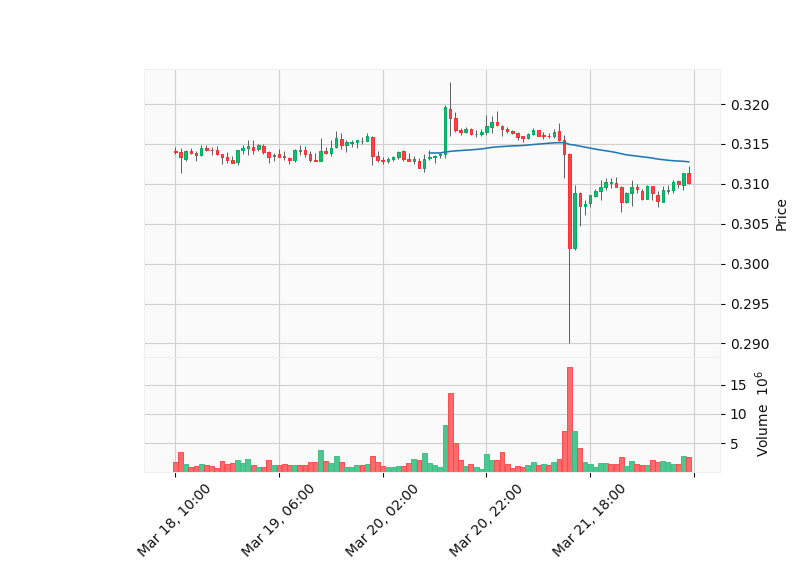 0.320
0.315
0.310
0.305
0.300
0.295
0.290
Price
15
10
5
Volume 10^6
Mar 18, 10:00
Mar 19, 06:00
Mar 20, 02:00
Mar 20, 22:00
Mar 21, 18:00